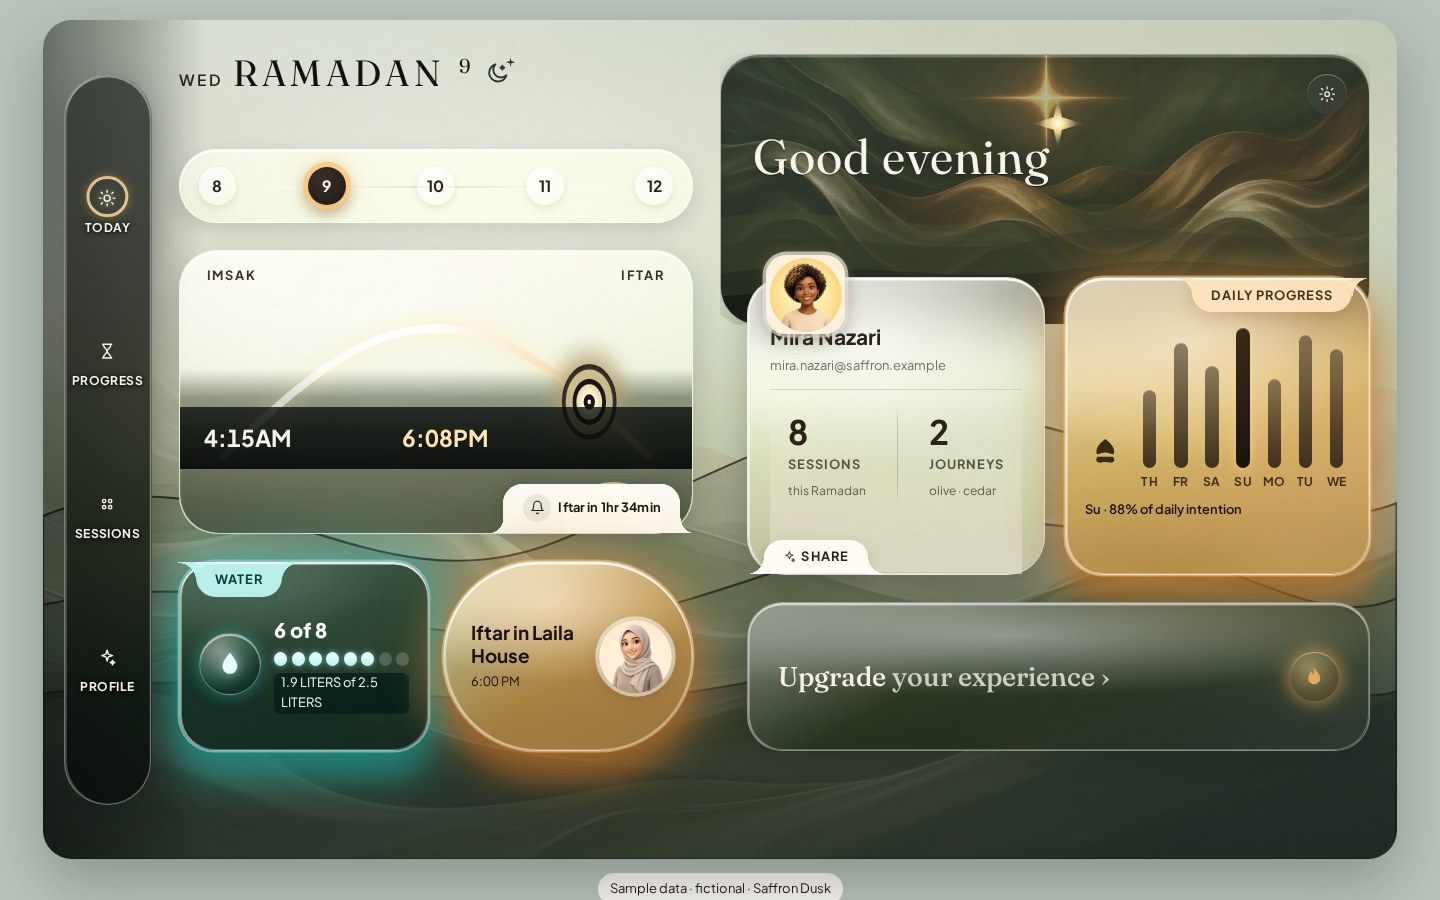 WED RAMADAN 9
8 9 10 11 12
IMSAK IFTAR
4:15AM 6:08PM
Iftar in 1hr 34min
TODAY
PROGRESS
SESSIONS
PROFILE
WATER
6 of 8
1.9 LITERS of 2.5
LITERS
Iftar in Laila
House
6:00 PM
Good evening
Mira Nazari
mira.nazari@saffron.example
8
SESSIONS
this Ramadan
2
JOURNEYS
olive · cedar
SHARE
DAILY PROGRESS
TH FR SA SU MO TU WE
Su · 88% of daily intention
Upgrade your experience ›
Sample data · fictional · Saffron Dusk